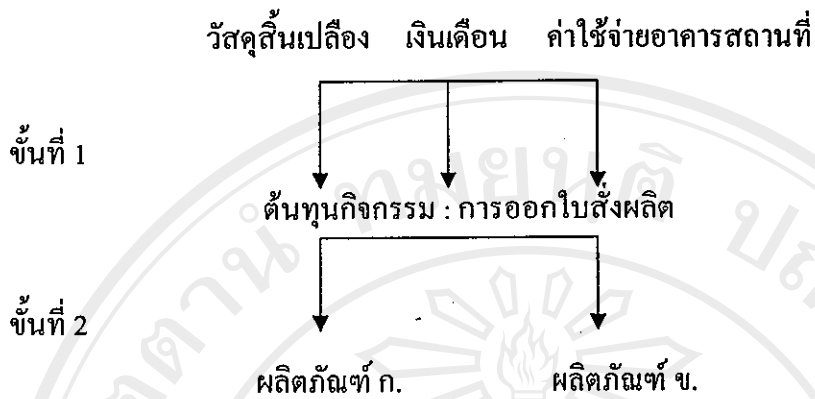 วัสดุสิ้นเปลือง เงินเดือน ค่าใช้จ่ายอาคารสถานที่
ขั้นที่ 1
ต้นทุนกิจกรรม : การออกใบสั่งผลิต
ขั้นที่ 2
ผลิตภัณฑ์ ก. ผลิตภัณฑ์ ข.